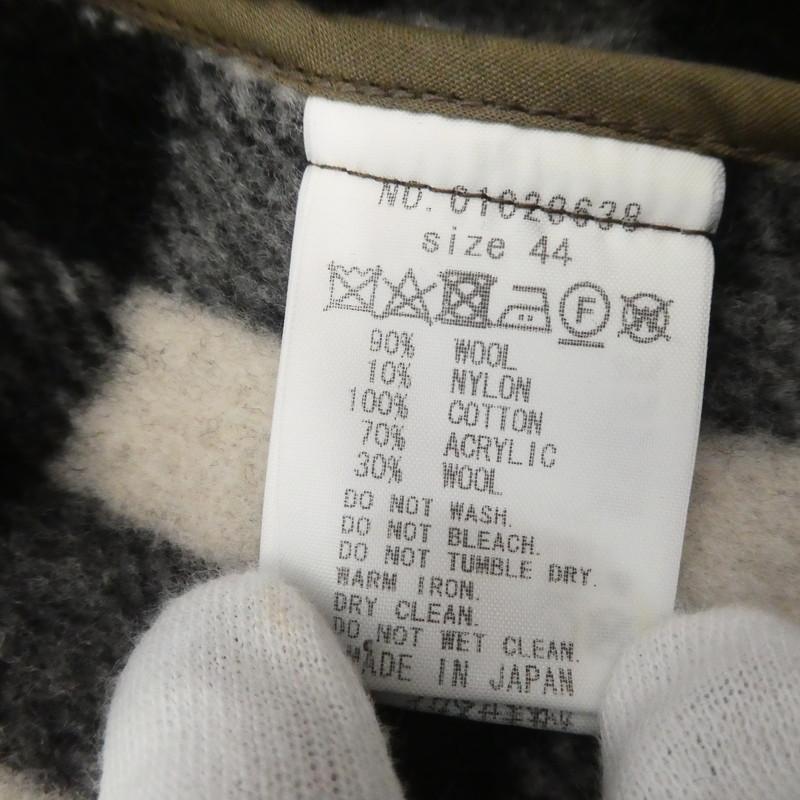 NO. 01020638
size 44
F W
90% WOOL
10% NYLON
100% COTTON
70% ACRYLIC
30% WOOL
DO NOT WASH.
DO NOT BLEACH.
DO NOT TUMBLE DRY.
WARM IRON.
DRY CLEAN.
DO NOT WET CLEAN.
MADE IN JAPAN